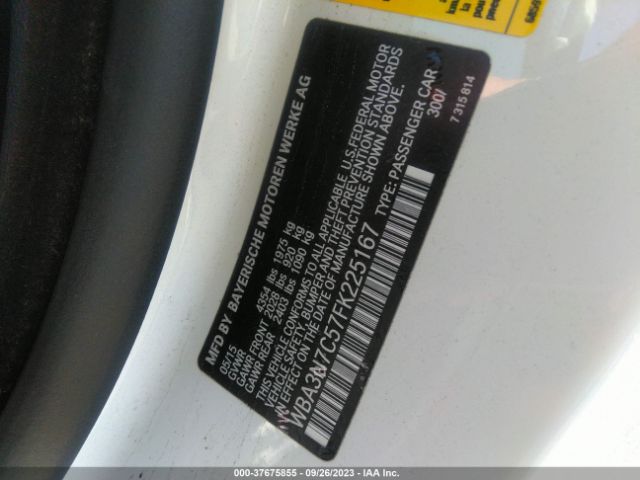 MFD BY BAYERISCHE MOTOREN WERKE AG
05/15
GVWR 4354 lbs 1975 kg
GAWR FRONT 2028 lbs 920 kg
GAWR REAR 2403 lbs 1090 kg
THIS VEHICLE CONFORMS TO ALL APPLICABLE U.S. FEDERAL MOTOR
VEHICLE SAFETY, BUMPER AND THEFT PREVENTION STANDARDS
IN EFFECT ON THE DATE OF MANUFACTURE SHOWN ABOVE.
WBA3N7C57FK225167 TYPE: PASSENGER CAR
300/
7 315 814
000-37675855 - 09/26/2023 - IAA Inc.